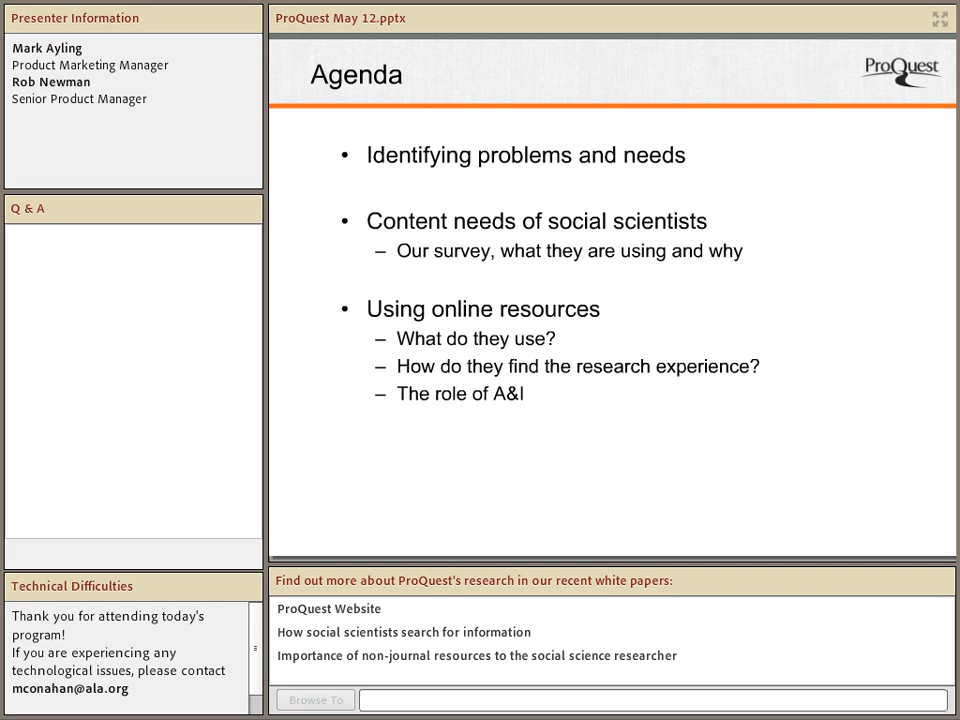 Presenter Information
Mark Ayling
Product Marketing Manager
Rob Newman
Senior Product Manager
Q & A
Technical Difficulties
Thank you for attending today's
program!
If you are experiencing any
technological issues, please contact
mconahan@ala.org
ProQuest May 12.pptx
Agenda
ProQuest
• Identifying problems and needs
• Content needs of social scientists
– Our survey, what they are using and why
• Using online resources
– What do they use?
– How do they find the research experience?
– The role of A&I
Find out more about ProQuest's research in our recent white papers:
ProQuest Website
How social scientists search for information
Importance of non-journal resources to the social science researcher
Browse To